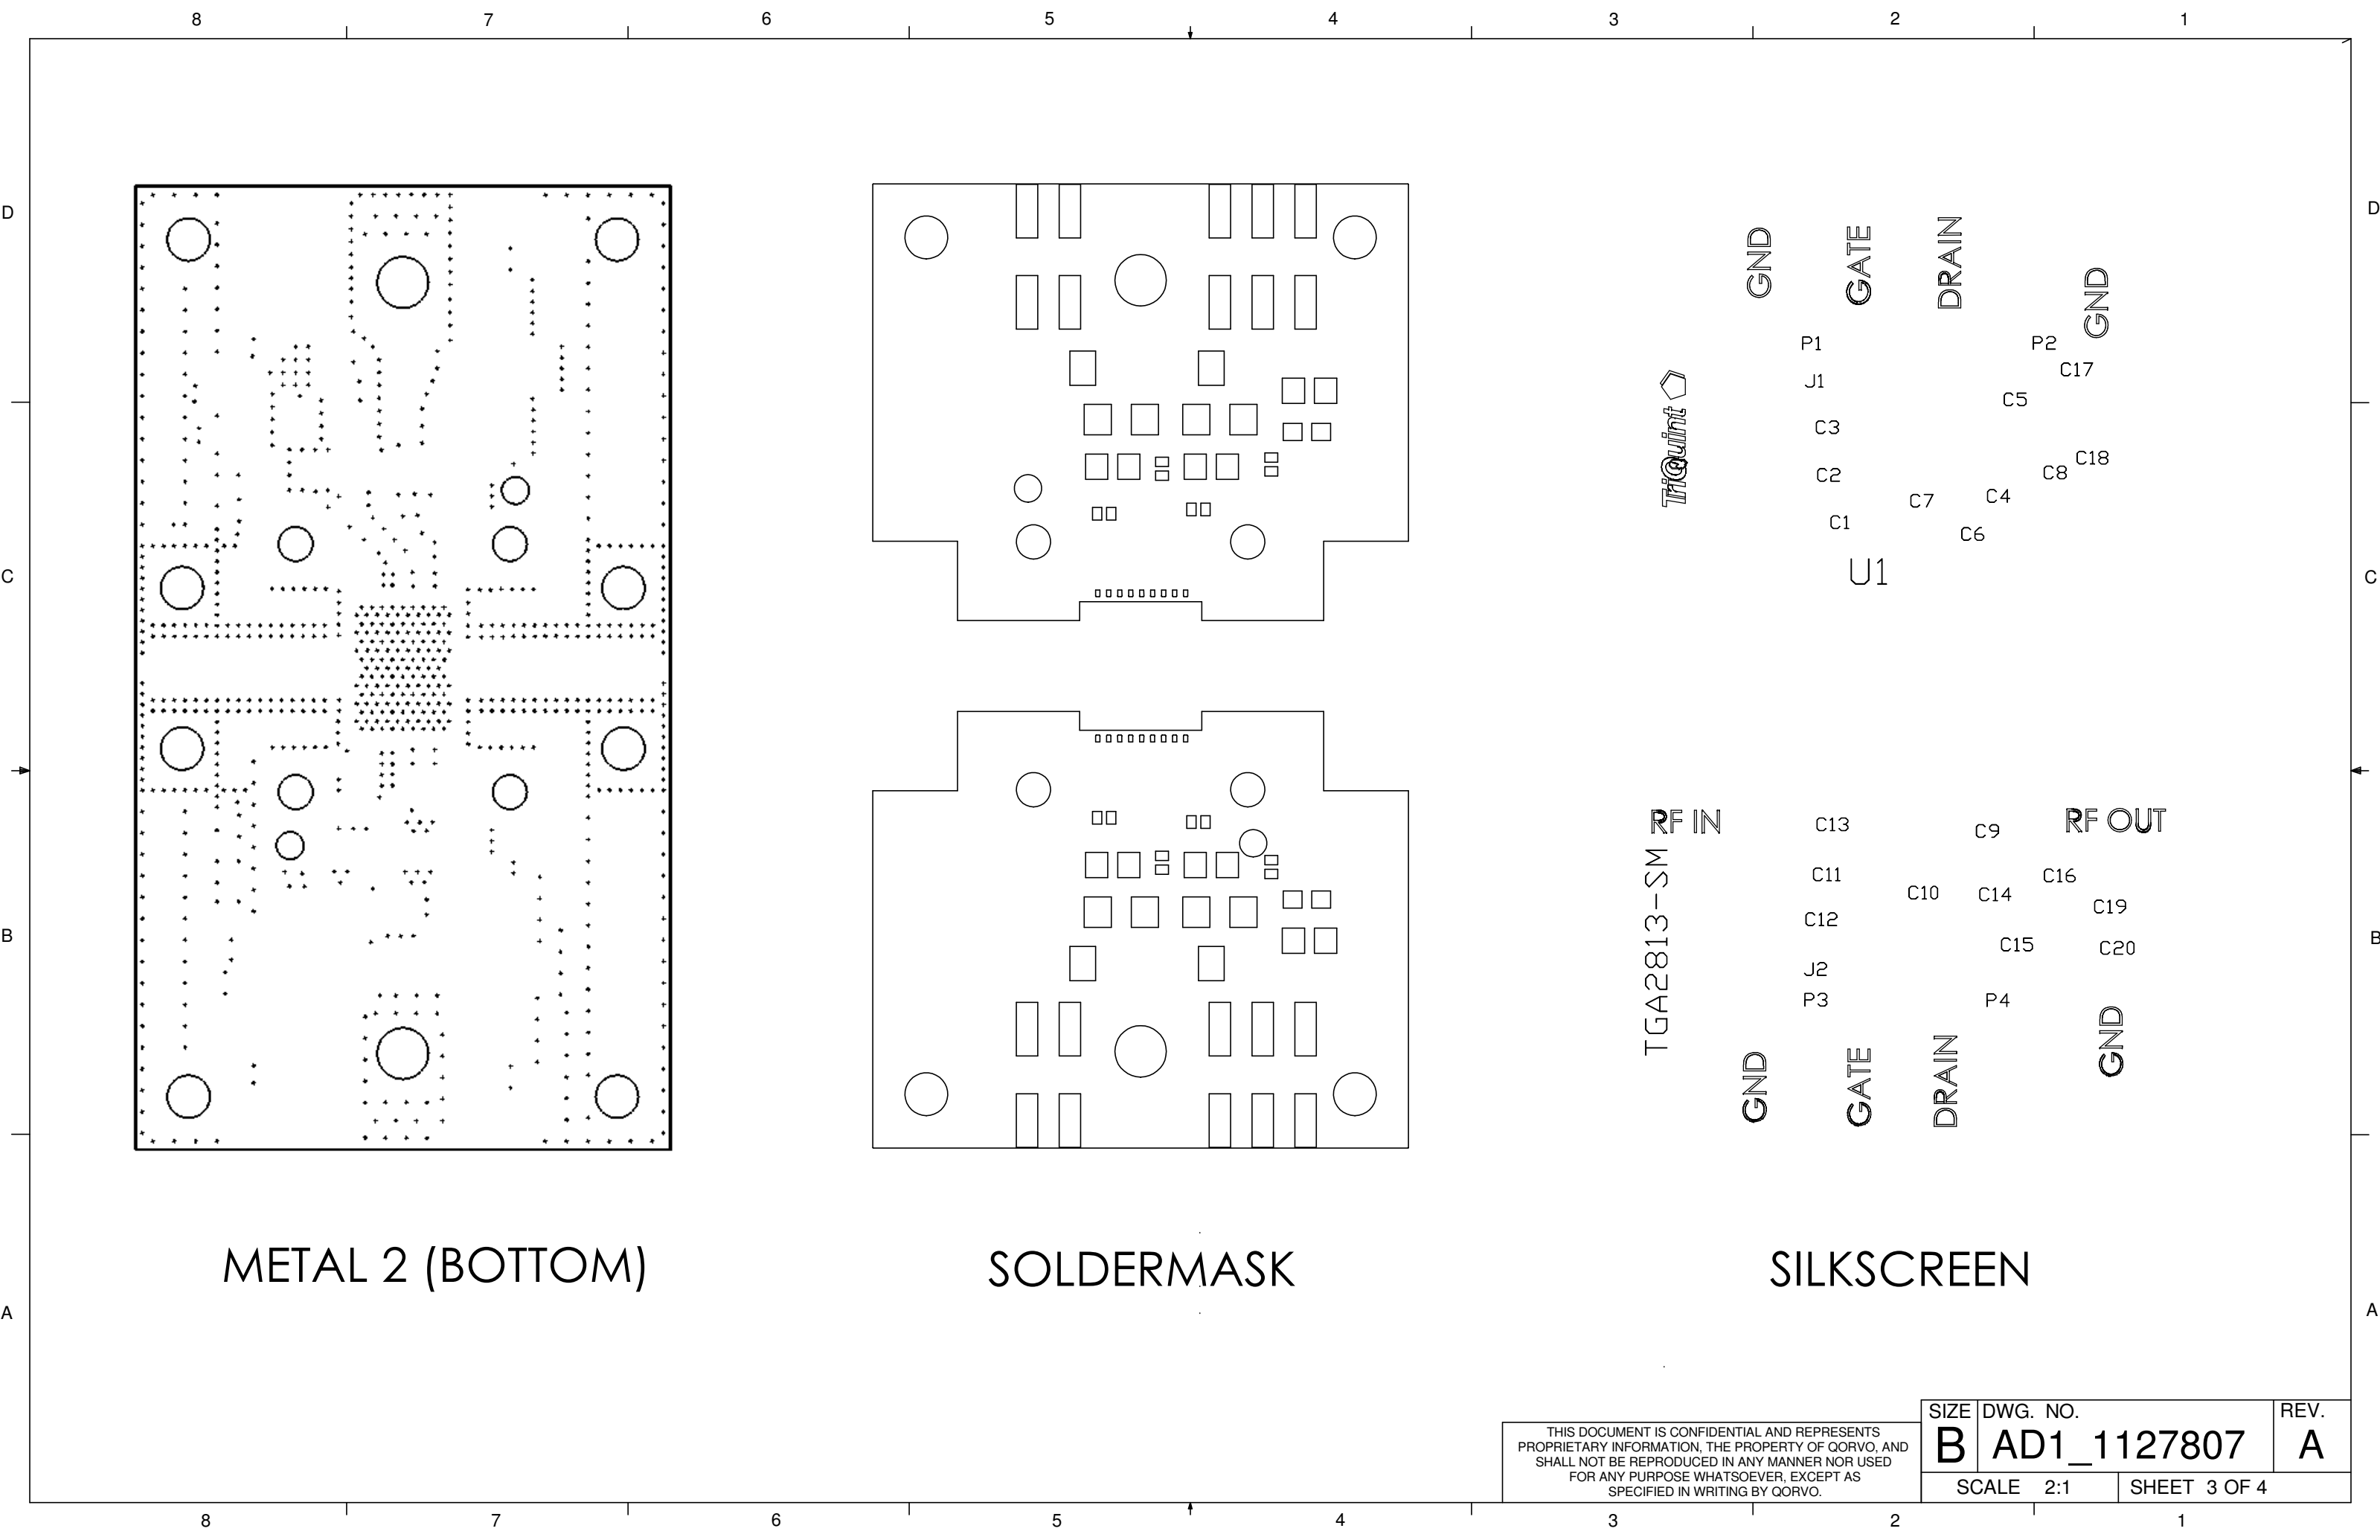 8 7 6 5 4 3 2 1
D D
GND GATE DRAIN GND
P1 P2
J1 C17
C5
TriQuint
C3
C18
C2 C8
C7 C4
C1 C6
C U1 C
RF IN C13 C9 RF OUT
TGA2813-SM
C11 C16
C10 C14
C12 C19
B B
C15 C20
J2
P3 P4
GND GATE DRAIN GND
METAL 2 (BOTTOM) SOLDERMASK SILKSCREEN
A A
THIS DOCUMENT IS CONFIDENTIAL AND REPRESENTS
PROPRIETARY INFORMATION, THE PROPERTY OF QORVO, AND
SHALL NOT BE REPRODUCED IN ANY MANNER NOR USED
FOR ANY PURPOSE WHATSOEVER, EXCEPT AS
SPECIFIED IN WRITING BY QORVO.
SIZE DWG. NO. REV.
B AD1_1127807 A
SCALE 2:1 SHEET 3 OF 4
8 7 6 5 4 3 2 1